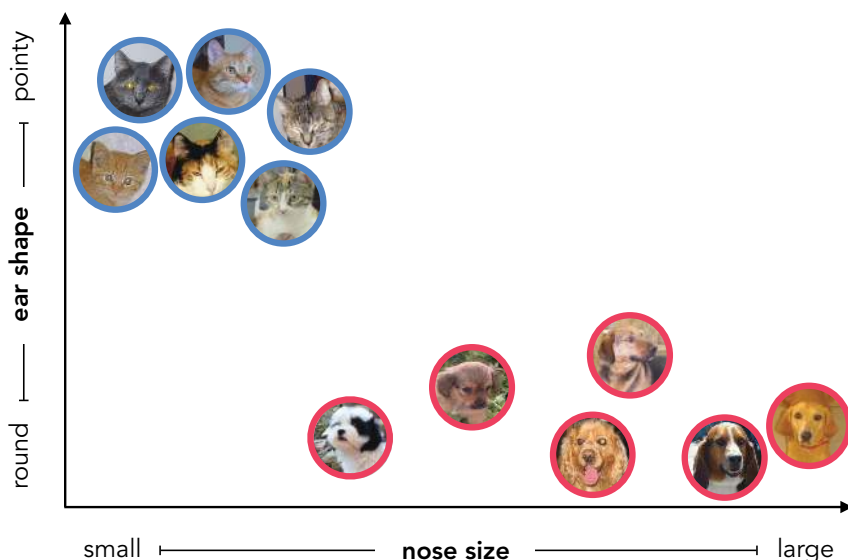 pointy
ear shape
round
small
nose size
large